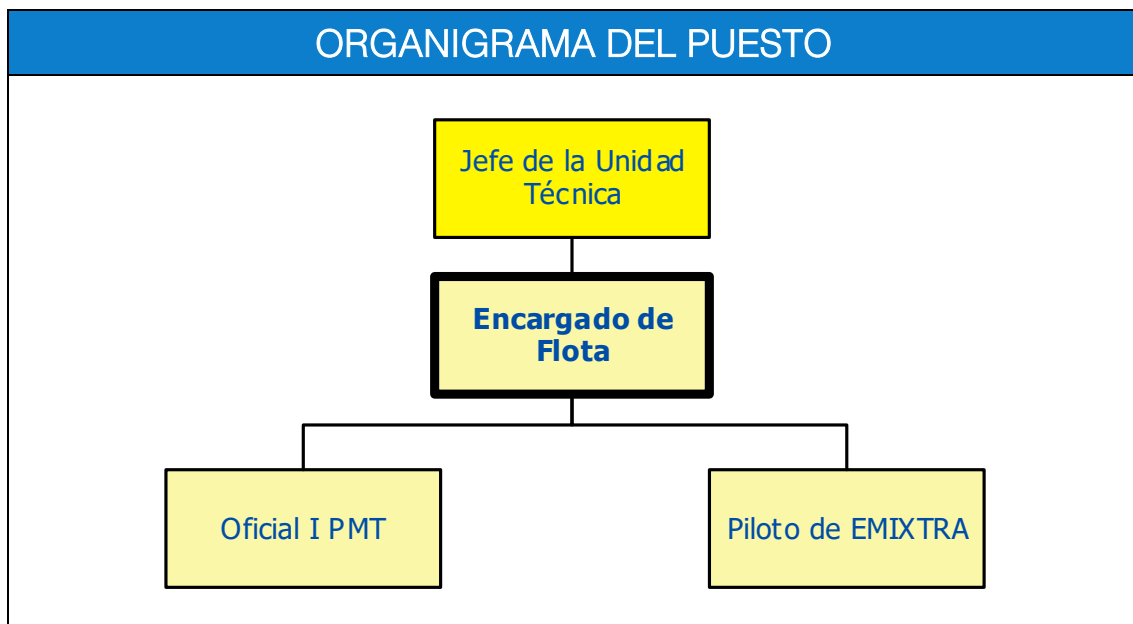 ORGANIGRAMA DEL PUESTO
Jefe de la Unidad
Técnica
Encargado de
Flota
Oficial I PMT
Piloto de EMIXTRA